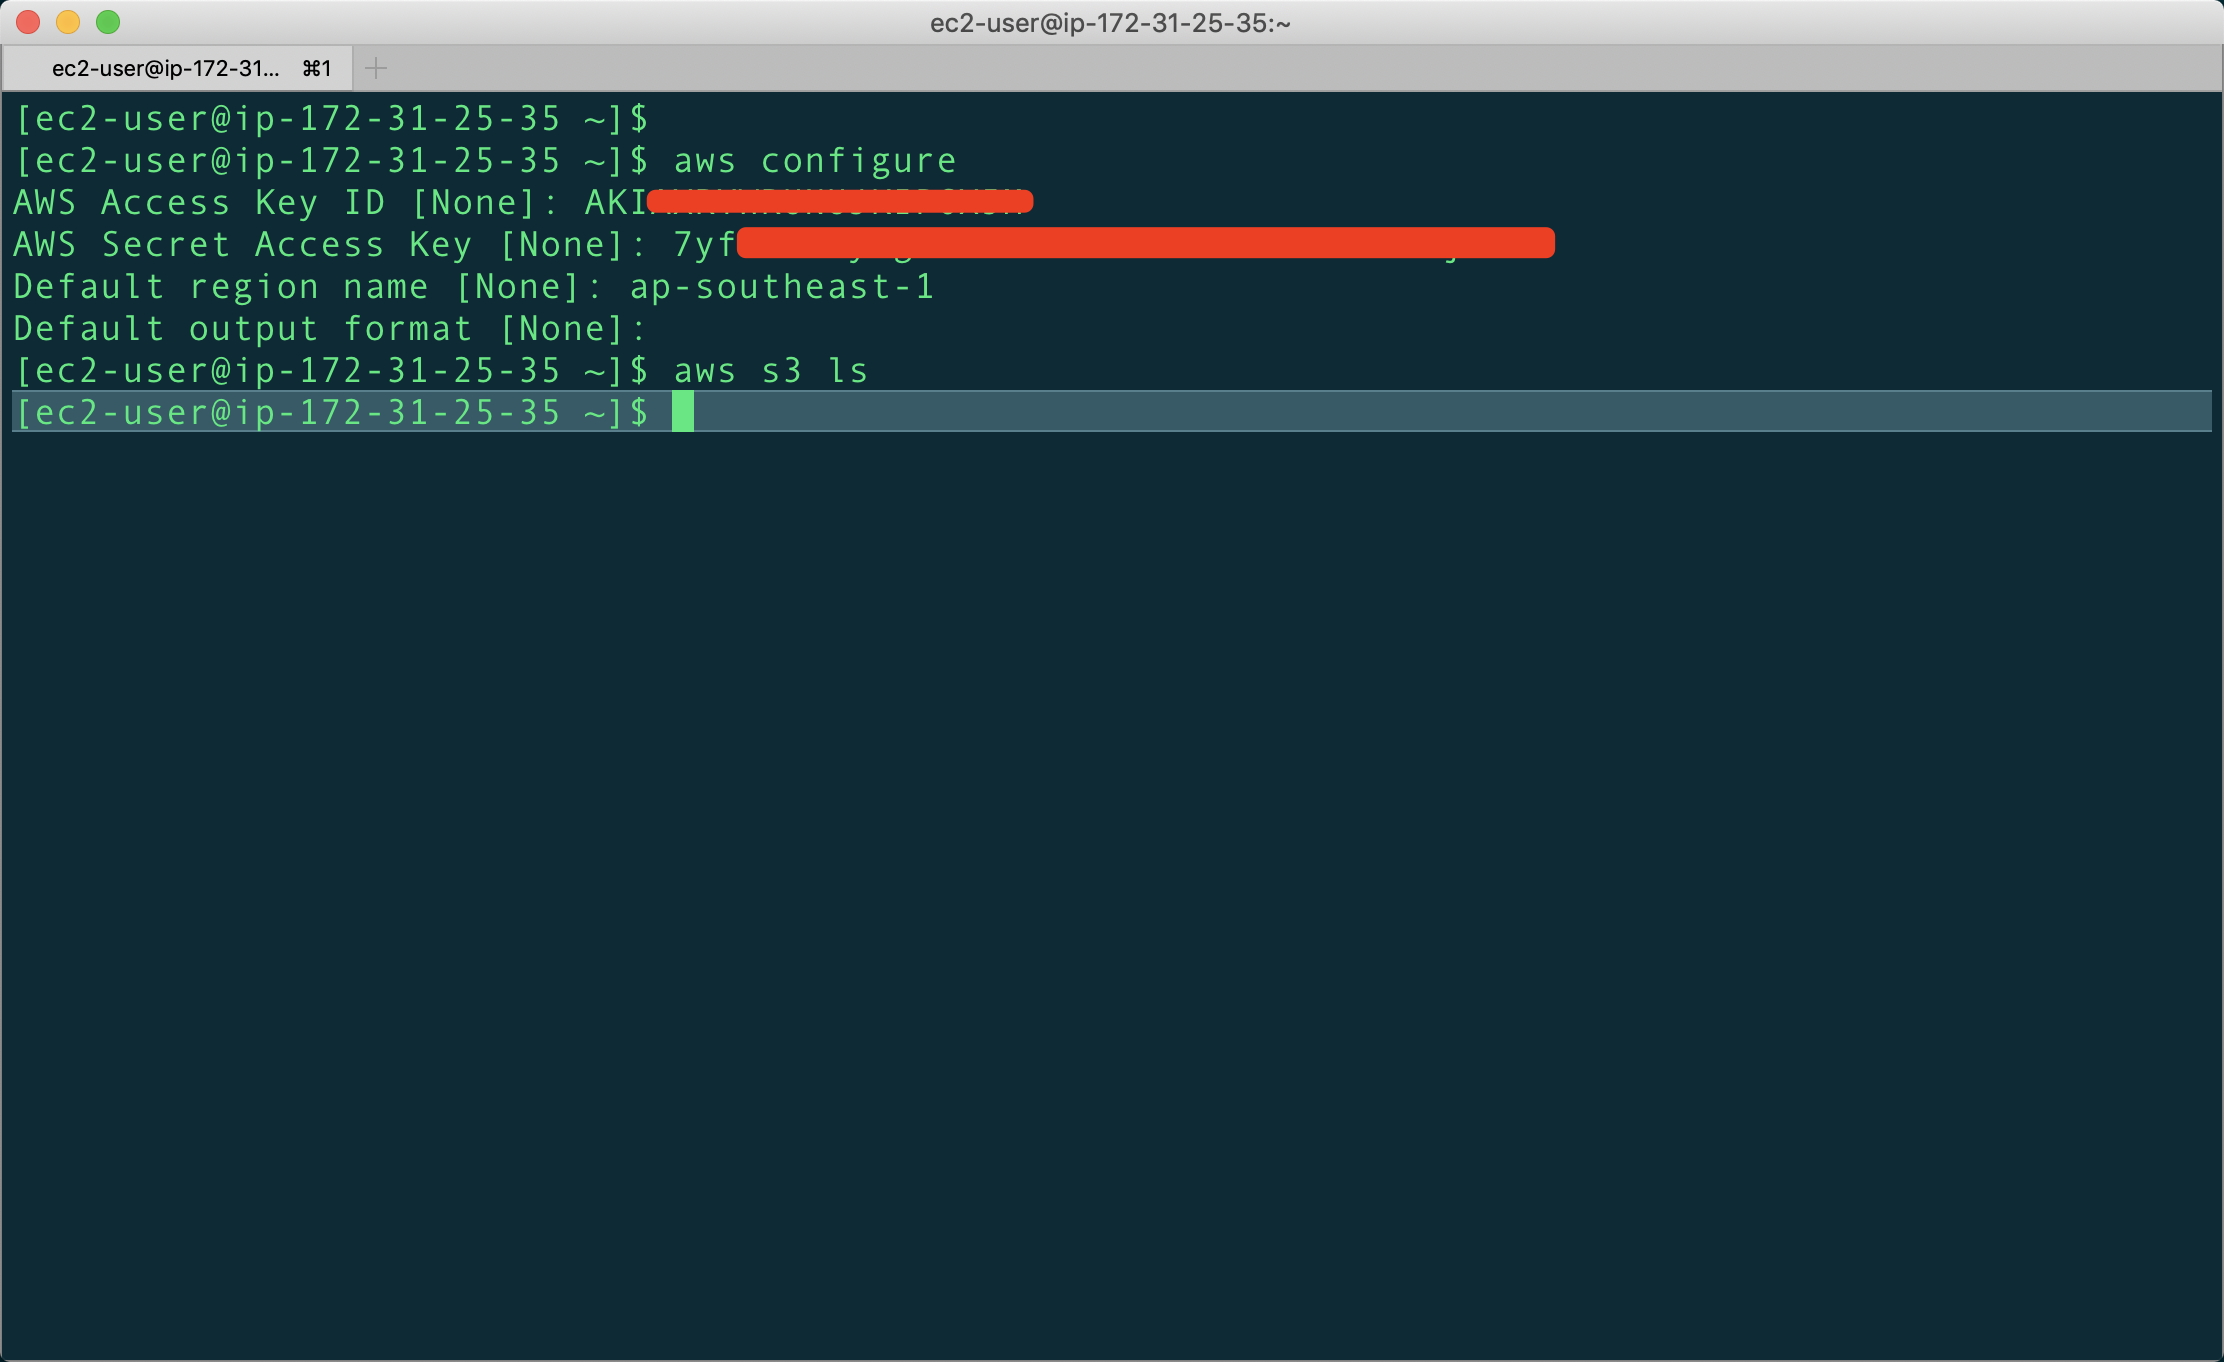 ec2-user@ip-172-31-25-35:~
ec2-user@ip-172-31... ⌘1
[ec2-user@ip-172-31-25-35 ~]$
[ec2-user@ip-172-31-25-35 ~]$ aws configure
AWS Access Key ID [None]: AKI
AWS Secret Access Key [None]: 7yf
Default region name [None]: ap-southeast-1
Default output format [None]:
[ec2-user@ip-172-31-25-35 ~]$ aws s3 ls
[ec2-user@ip-172-31-25-35 ~]$